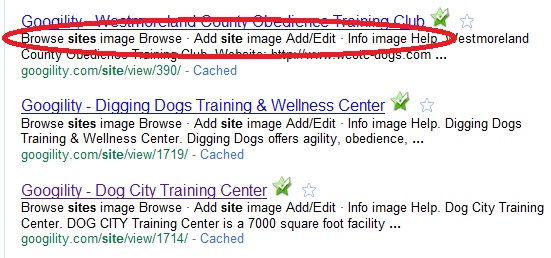 Googility - Westmoreland County Obedience Training Club
Browse sites image Browse · Add site image Add/Edit · Info image Help. Westmoreland
County Obedience Training Club. Website: http://www.wcotc-dogs.com ...
googility.com/site/view/390/ - Cached
Googility - Digging Dogs Training & Wellness Center
Browse sites image Browse · Add site image Add/Edit · Info image Help. Digging Dogs
Training & Wellness Center. Digging Dogs offers agility, obedience, ...
googility.com/site/view/1719/ - Cached
Googility - Dog City Training Center
Browse sites image Browse · Add site image Add/Edit · Info image Help. Dog City Training
Center. DOG CITY Training Center is a 7000 square foot facility ...
googility.com/site/view/1714/ - Cached